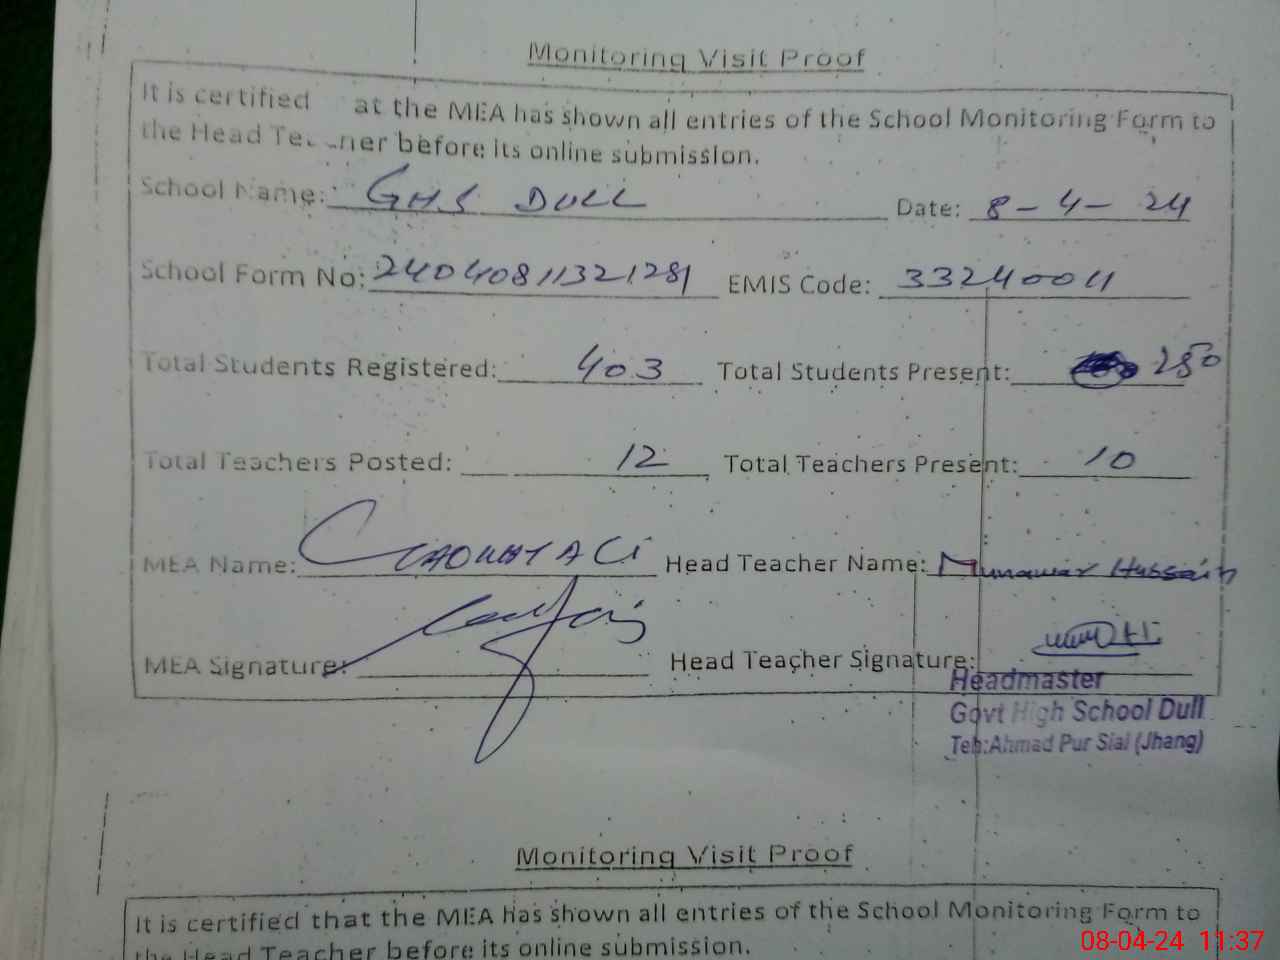 Monitoring Visit Proof
It is certified at the MEA has shown all entries of the School Monitoring Form to
the Head Te ner before its online submission.
School Name: GHS DULL Date: 8-4-24
School Form No: 24040811321281 EMIS Code: 33240011
Total Students Registered: 403 Total Students Present: 250
Total Teachers Posted: 12 Total Teachers Present: 10
MEA Name: ALI Head Teacher Name: Munawar Hussain
MEA Signature: Head Teacher Signature:
Headmaster
Govt High School Dull
Teh:Ahmad Pur Sial (Jhang)
Monitoring Visit Proof
It is certified that the MEA has shown all entries of the School Monitoring Form to
the Head Teacher before its online submission.
08-04-24 11:37